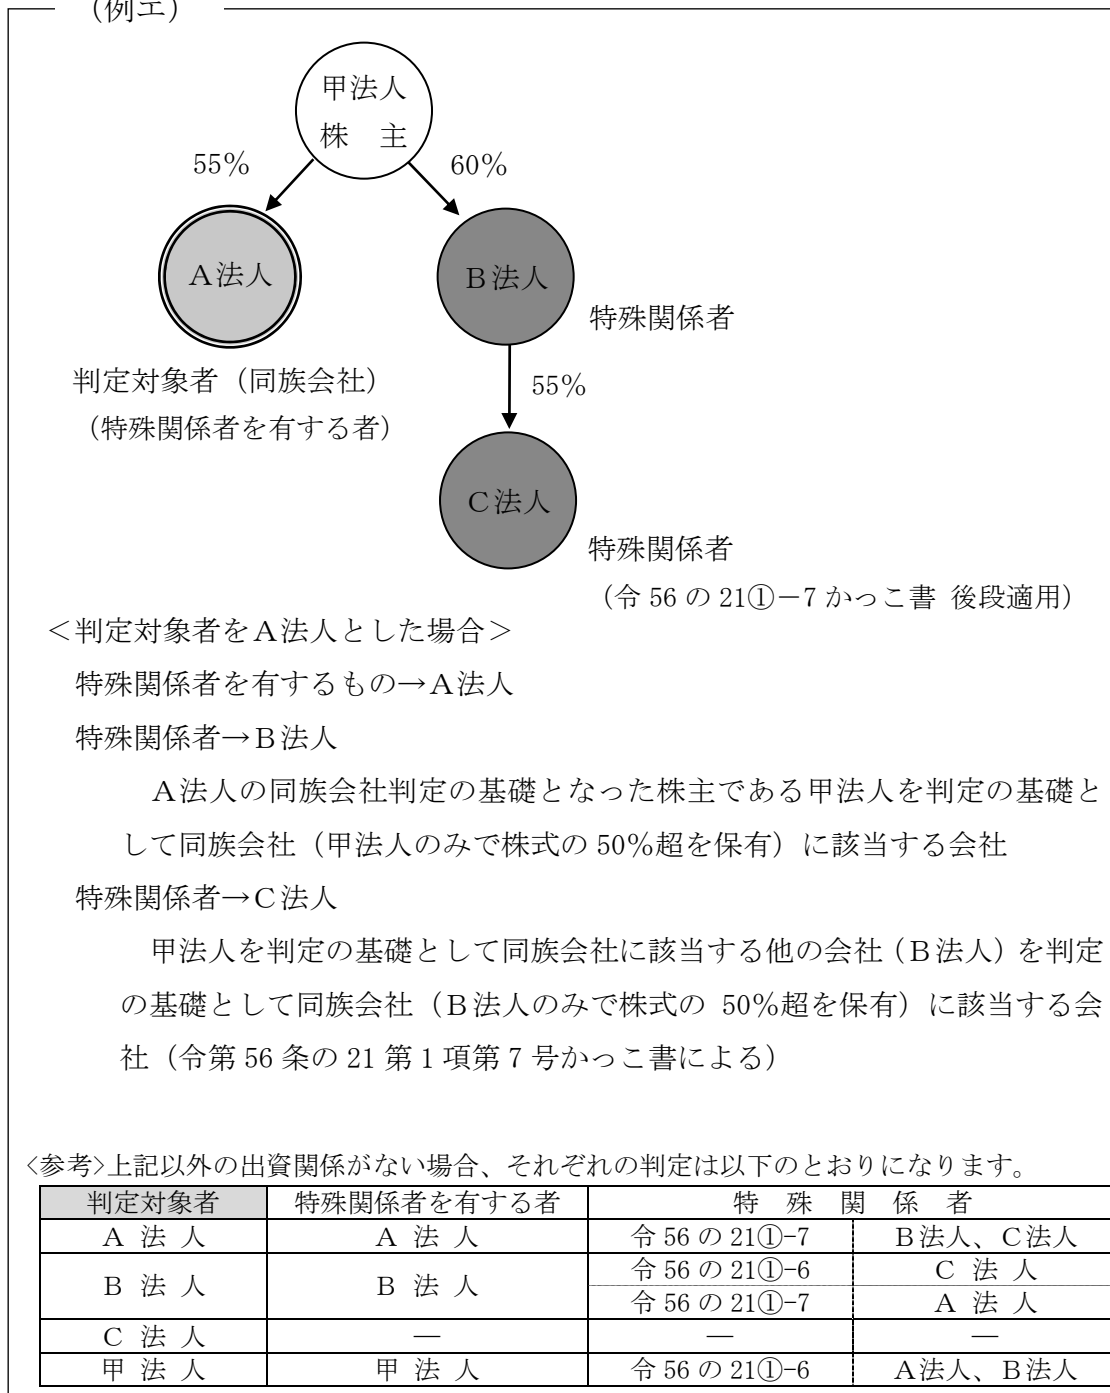 （例エ）
甲法人
株　主
55％
60％
A法人
B法人
特殊関係者
判定対象者（同族会社）
（特殊関係者を有する者）
55％
C法人
特殊関係者
（令 56 の 21①－7 かっこ書 後段適用）
＜判定対象者をA法人とした場合＞
特殊関係者を有するもの→A法人
特殊関係者→B法人
A法人の同族会社判定の基礎となった株主である甲法人を判定の基礎と
して同族会社（甲法人のみで株式の 50％超を保有）に該当する会社
特殊関係者→C法人
甲法人を判定の基礎として同族会社に該当する他の会社（B法人）を判定
の基礎として同族会社（B法人のみで株式の 50％超を保有）に該当する会
社（令第 56 条の 21 第 1 項第 7 号かっこ書による）
<参考>上記以外の出資関係がない場合、それぞれの判定は以下のとおりになります。
判定対象者　特殊関係者を有する者　特　殊　関　係　者
A 法 人　A 法 人　令 56 の 21①-7　B法人、C法人
B 法 人　B 法 人　令 56 の 21①-6　C 法 人
令 56 の 21①-7　A 法 人
C 法 人　―　―　―
甲 法 人　甲 法 人　令 56 の 21①-6　A法人、B法人